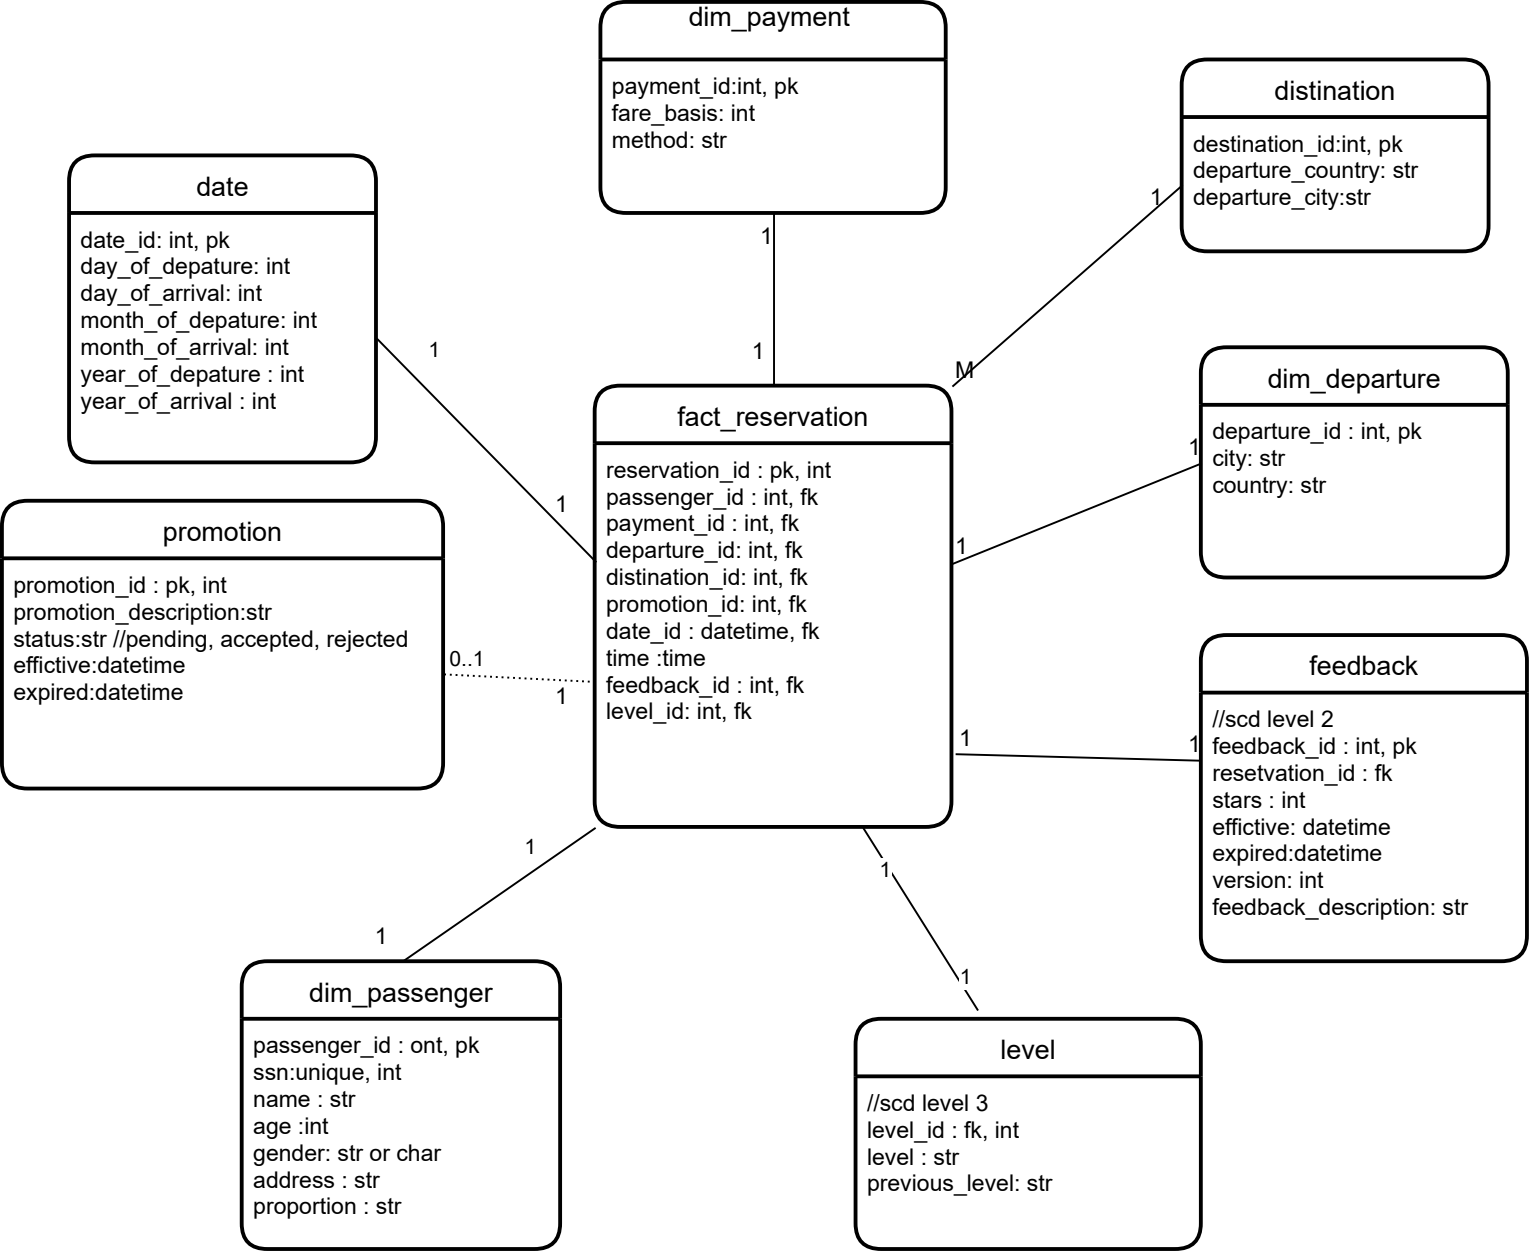 dim_payment
payment_id:int, pk
fare_basis: int
method: str
distination
destination_id:int, pk
departure_country: str
departure_city:str
date
date_id: int, pk
day_of_depature: int
day_of_arrival: int
month_of_depature: int
month_of_arrival: int
year_of_depature : int
year_of_arrival : int
1
1
1
M
1
1
1
dim_departure
departure_id : int, pk
city: str
country: str
1
1
fact_reservation
reservation_id : pk, int
passenger_id : int, fk
payment_id : int, fk
departure_id: int, fk
distination_id: int, fk
promotion_id: int, fk
date_id : datetime, fk
time :time
feedback_id : int, fk
level_id: int, fk
promotion
promotion_id : pk, int
promotion_description:str
status:str //pending, accepted, rejected
effictive:datetime
expired:datetime
0..1
1
feedback
//scd level 2
feedback_id : int, pk
resetvation_id : fk
stars : int
effictive: datetime
expired:datetime
version: int
feedback_description: str
1
1
1
1
1
1
dim_passenger
passenger_id : ont, pk
ssn:unique, int
name : str
age :int
gender: str or char
address : str
proportion : str
level
//scd level 3
level_id : fk, int
level : str
previous_level: str